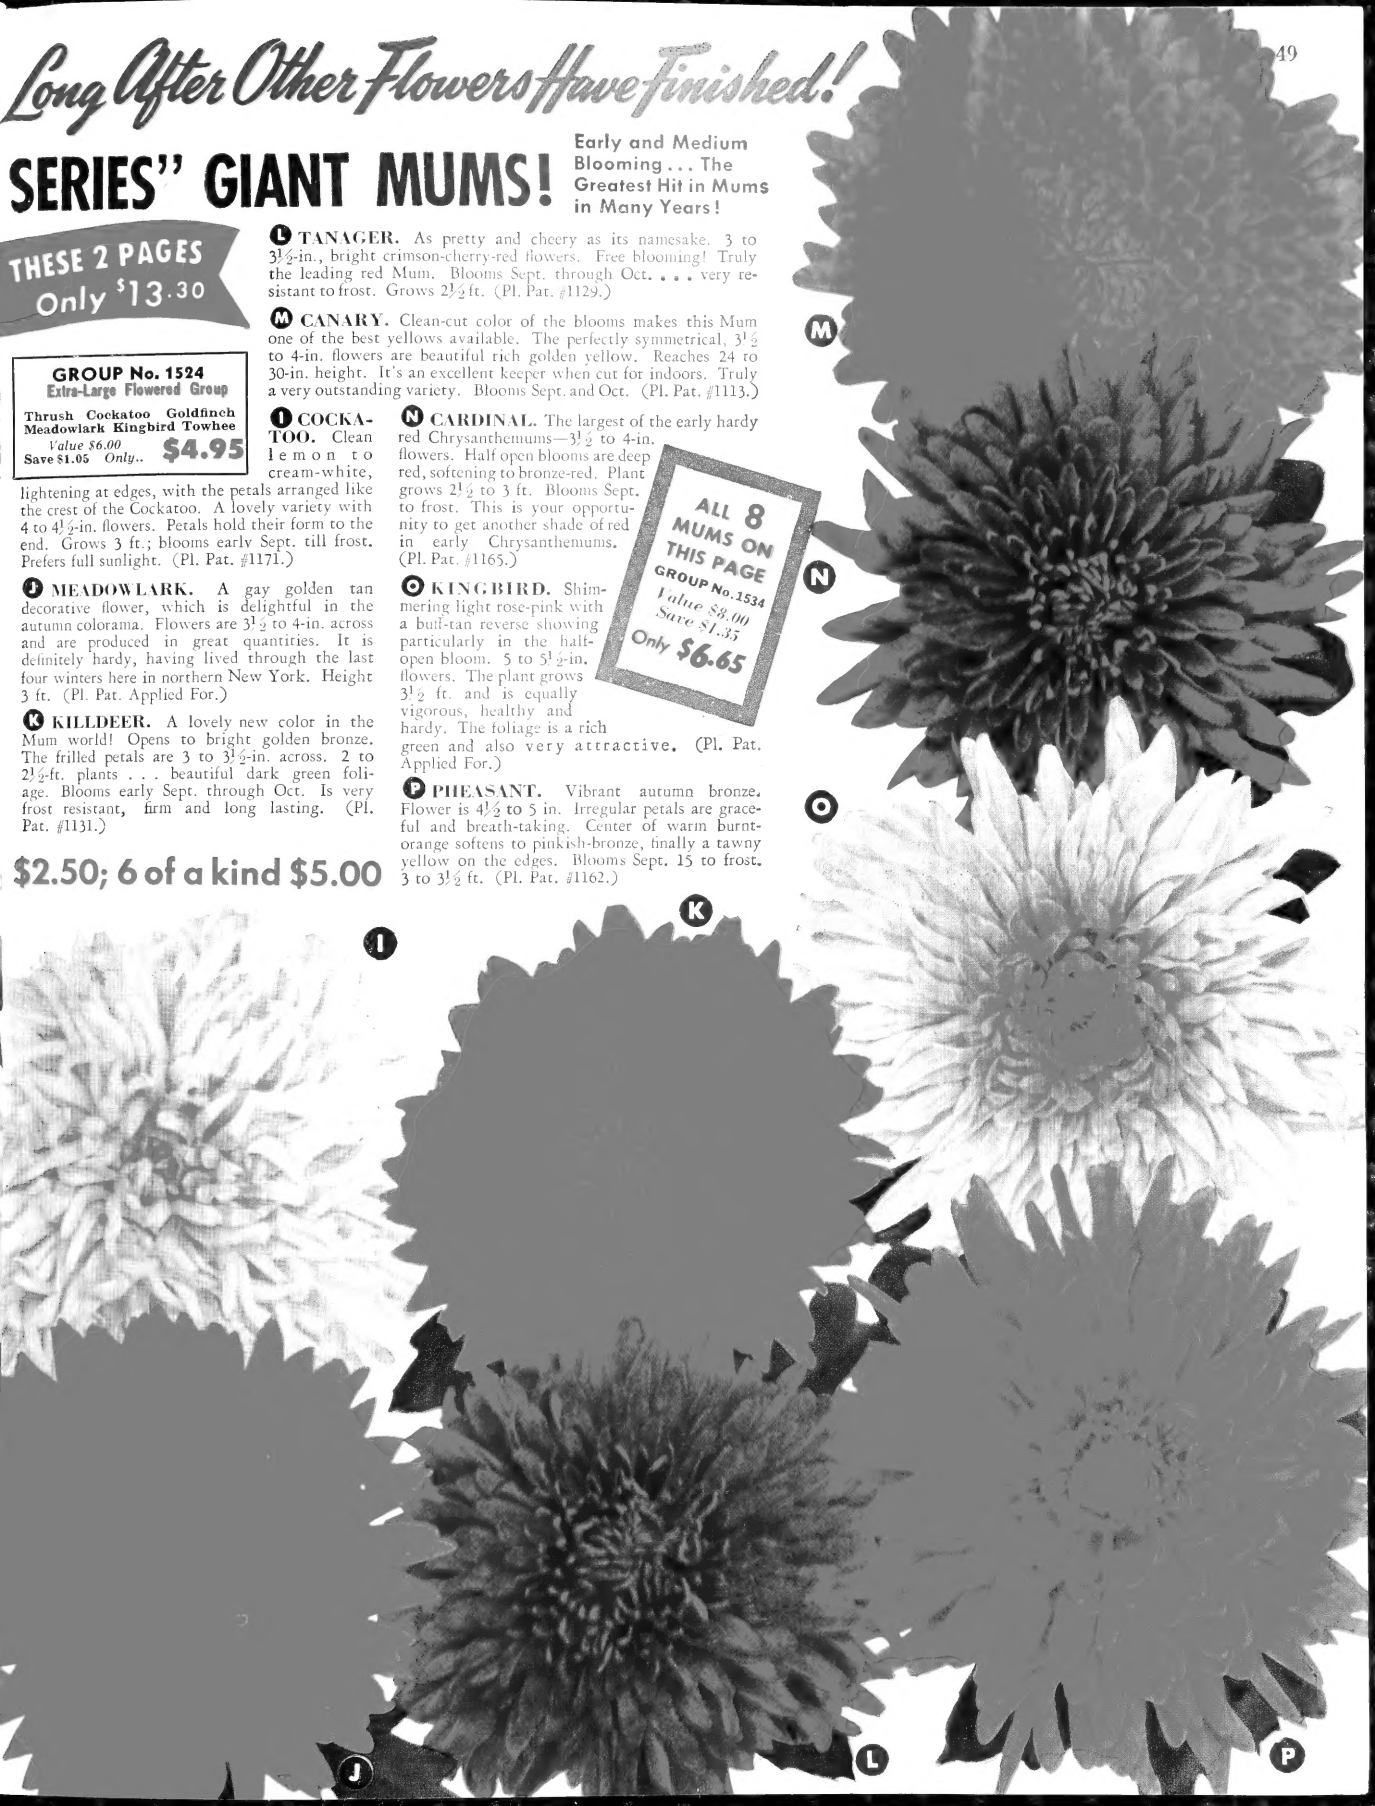 49
Long After Other Flowers Have Finished!
SERIES” GIANT MUMS!
Early and Medium
Blooming . . . The
Greatest Hit in Mums
in Many Years!
THESE 2 PAGES
Only $13.30
GROUP No. 1524
Extra-Large Flowered Group
Thrush Cockatoo Goldfinch
Meadowlark Kingbird Towhee
Value $6.00
Save $1.05 Only.. $4.95
L TANAGER. As pretty and cheery as its namesake. 3 to
3½-in., bright crimson-cherry-red flowers. Free blooming! Truly
the leading red Mum. Blooms Sept. through Oct. . . . very re-
sistant to frost. Grows 2½ ft. (Pl. Pat. #1129.)
M CANARY. Clean-cut color of the blooms makes this Mum
one of the best yellows available. The perfectly symmetrical, 3½
to 4-in. flowers are beautiful rich golden yellow. Reaches 24 to
30-in. height. It's an excellent keeper when cut for indoors. Truly
a very outstanding variety. Blooms Sept. and Oct. (Pl. Pat. #1113.)
I COCKA-
TOO. Clean
lemon to
cream-white,
lightening at edges, with the petals arranged like
the crest of the Cockatoo. A lovely variety with
4 to 4½-in. flowers. Petals hold their form to the
end. Grows 3 ft.; blooms early Sept. till frost.
Prefers full sunlight. (Pl. Pat. #1171.)
J MEADOWLARK. A gay golden tan
decorative flower, which is delightful in the
autumn colorama. Flowers are 3½ to 4-in. across
and are produced in great quantities. It is
definitely hardy, having lived through the last
four winters here in northern New York. Height
3 ft. (Pl. Pat. Applied For.)
K KILLDEER. A lovely new color in the
Mum world! Opens to bright golden bronze.
The frilled petals are 3 to 3½-in. across. 2 to
2½-ft. plants . . . beautiful dark green foli-
age. Blooms early Sept. through Oct. Is very
frost resistant, firm and long lasting. (Pl.
Pat. #1131.)
$2.50; 6 of a kind $5.00
N CARDINAL. The largest of the early hardy
red Chrysanthemums—3½ to 4-in.
flowers. Half open blooms are deep
red, softening to bronze-red. Plant
grows 2½ to 3 ft. Blooms Sept.
to frost. This is your opportu-
nity to get another shade of red
in early Chrysanthemums.
(Pl. Pat. #1165.)
O KINGBIRD. Shim-
mering light rose-pink with
a buff-tan reverse showing
particularly in the half-
open bloom. 5 to 5½-in.
flowers. The plant grows
3½ ft. and is equally
vigorous, healthy and
hardy. The foliage is a rich
green and also very attractive. (Pl. Pat.
Applied For.)
P PHEASANT. Vibrant autumn bronze.
Flower is 4½ to 5 in. Irregular petals are grace-
ful and breath-taking. Center of warm burnt-
orange softens to pinkish-bronze, finally a tawny
yellow on the edges. Blooms Sept. 15 to frost.
3 to 3½ ft. (Pl. Pat. #1162.)
ALL 8
MUMS ON
THIS PAGE
GROUP No. 1534
Value $8.00
Save $1.35
Only $6.65
M
N
O
K
I
J
L
P